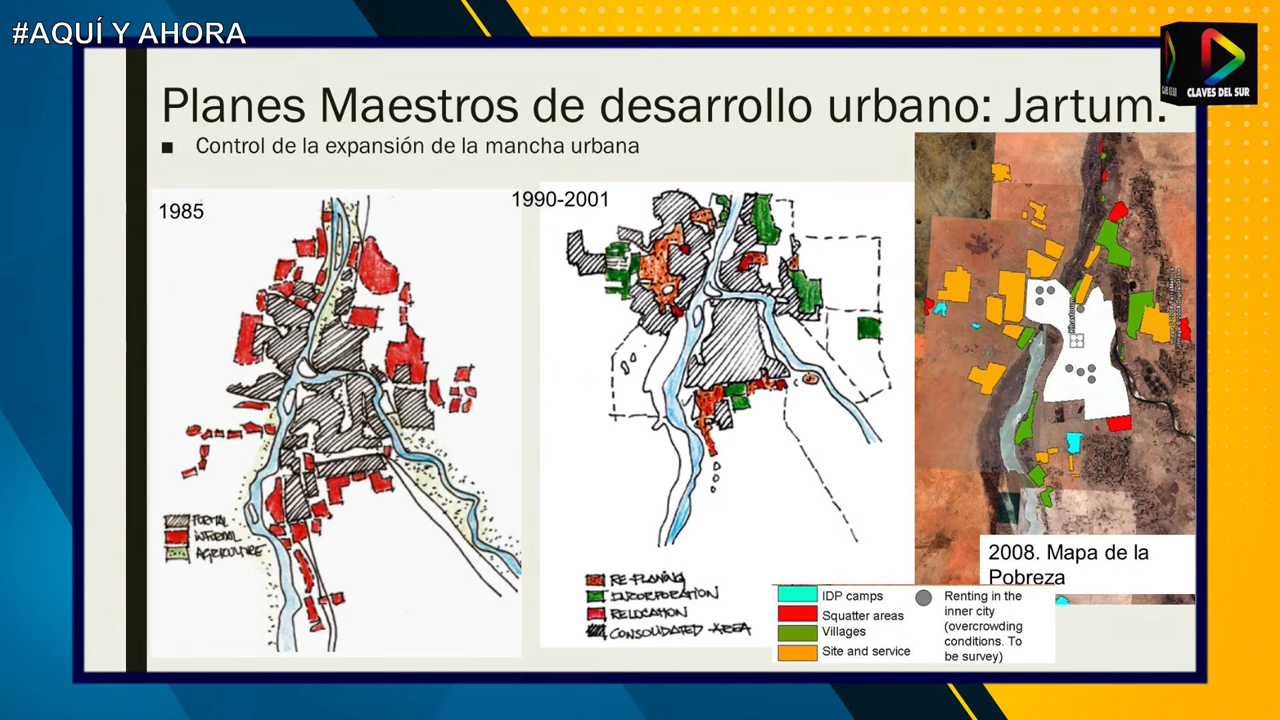 #AQUÍ Y AHORA
CLAVES DEL SUR
Planes Maestros de desarrollo urbano: Jartum.
■ Control de la expansión de la mancha urbana
1985
FORMAL
INFORMAL
AGRICULTURE
1990-2001
RE-PLANING
INCORPORATION
RELOCATION
CONSOLIDATED AREA
Khartoum
2008. Mapa de la
Pobreza
IDP camps
Squatter areas
Villages
Site and service
Renting in the
inner city
(overcrowding
conditions. To
be survey)